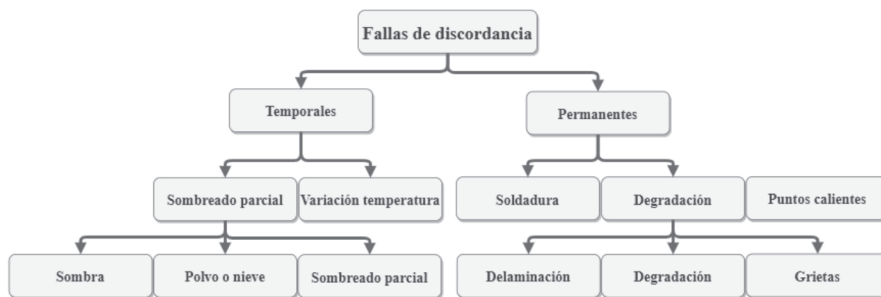 Fallas de discordancia
Temporales
Permanentes
Sombreado parcial
Variación temperatura
Soldadura
Degradación
Puntos calientes
Sombra
Polvo o nieve
Sombreado parcial
Delaminación
Degradación
Grietas